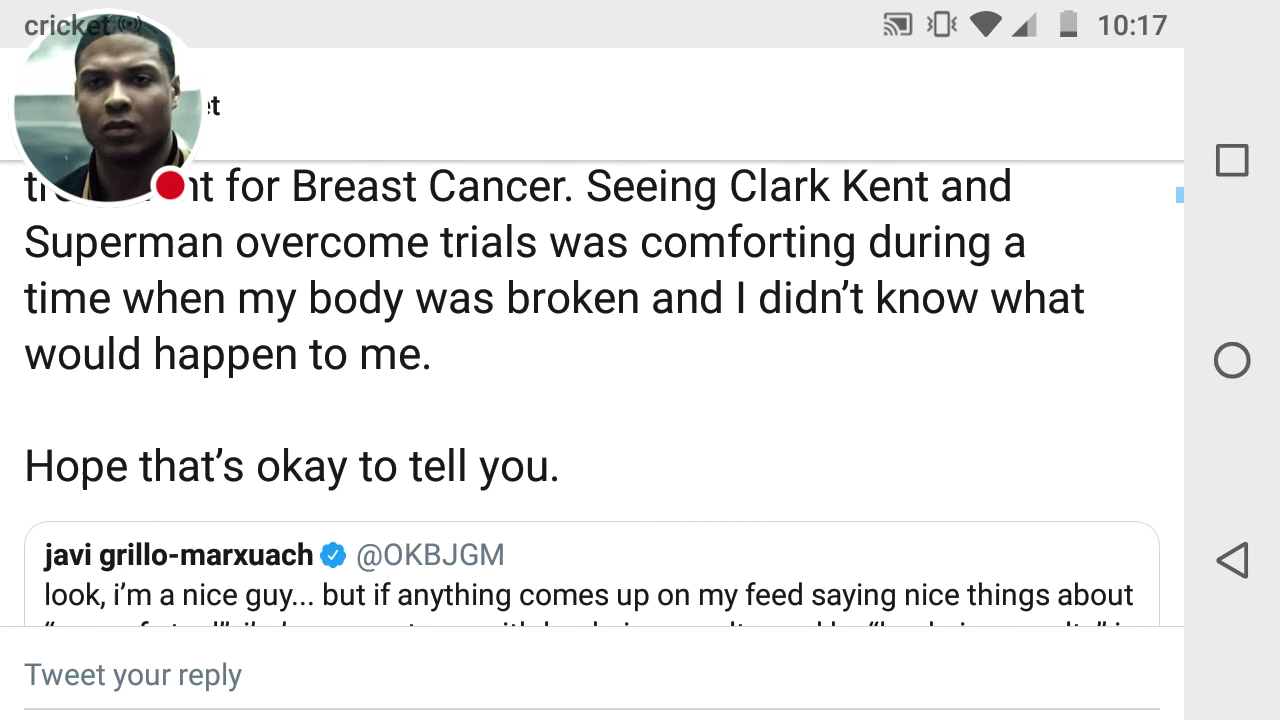 cricket 10:17
et
nt for Breast Cancer. Seeing Clark Kent and
Superman overcome trials was comforting during a
time when my body was broken and I didn’t know what
would happen to me.
Hope that’s okay to tell you.
javi grillo-marxuach @OKBJGM
look, i’m a nice guy... but if anything comes up on my feed saying nice things about
Tweet your reply